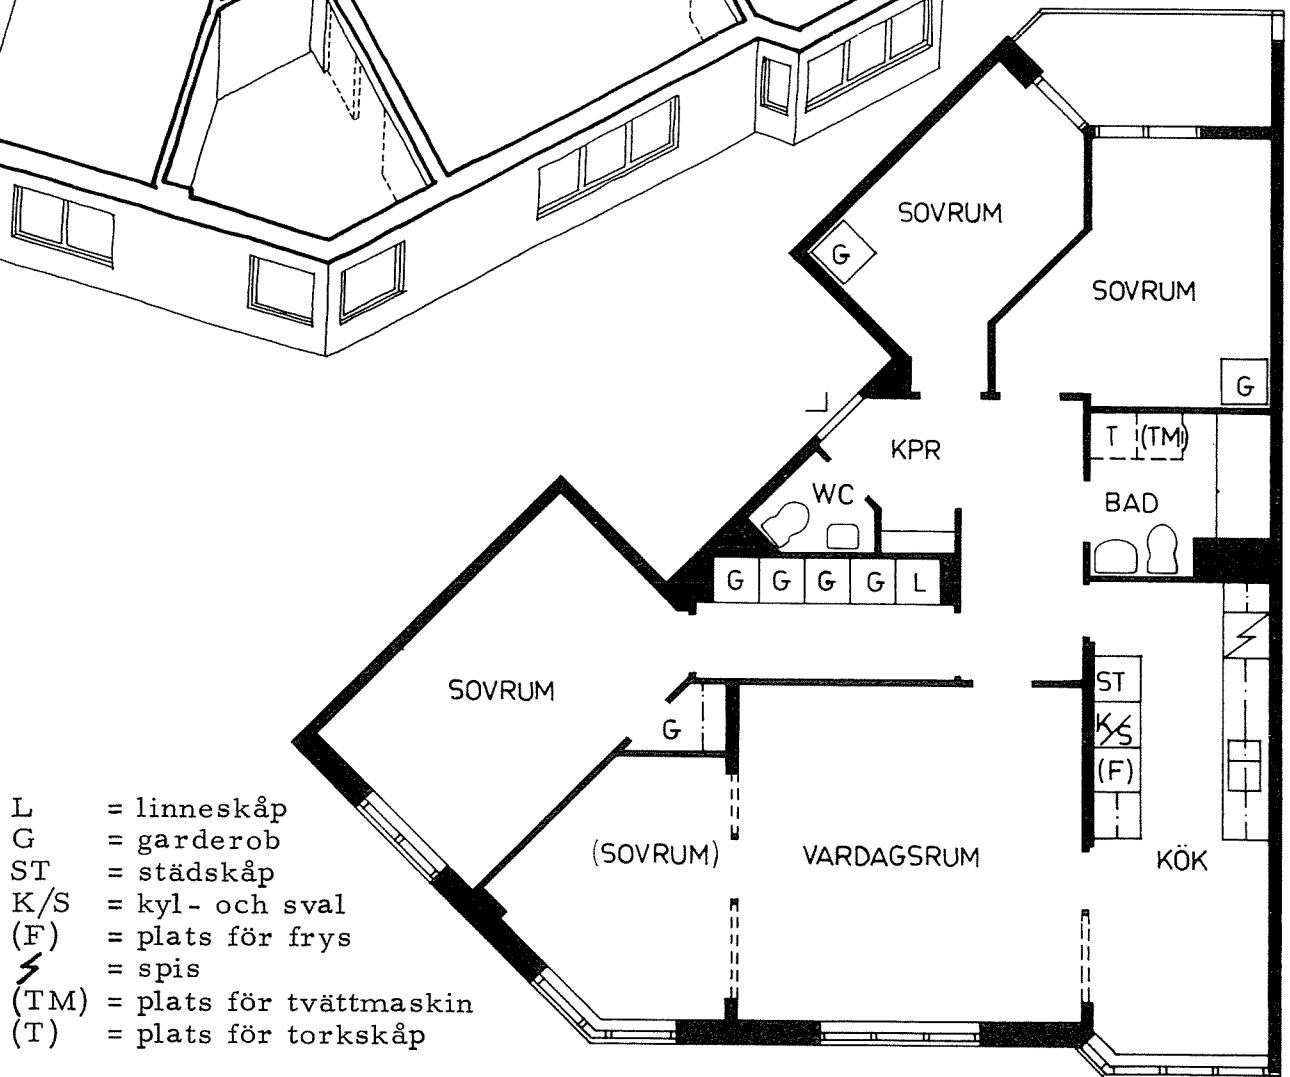 SOVRUM
G
SOVRUM
G
KPR
T (TM)
WC
BAD
G G G G L
SOVRUM
ST
G
K/S
(F)
(SOVRUM)
VARDAGSRUM
KÖK
L = linneskåp
G = garderob
ST = städskåp
K/S = kyl- och sval
(F) = plats för frys
= spis
(TM) = plats för tvättmaskin
(T) = plats för torkskåp